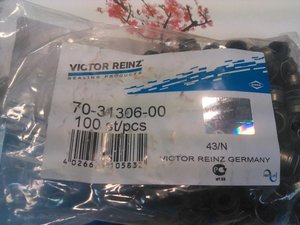 VICTOR REINZ
SEALING PRODUCTS
70-31306-00
100 st/pcs
43/N
VICTOR REINZ GERMANY